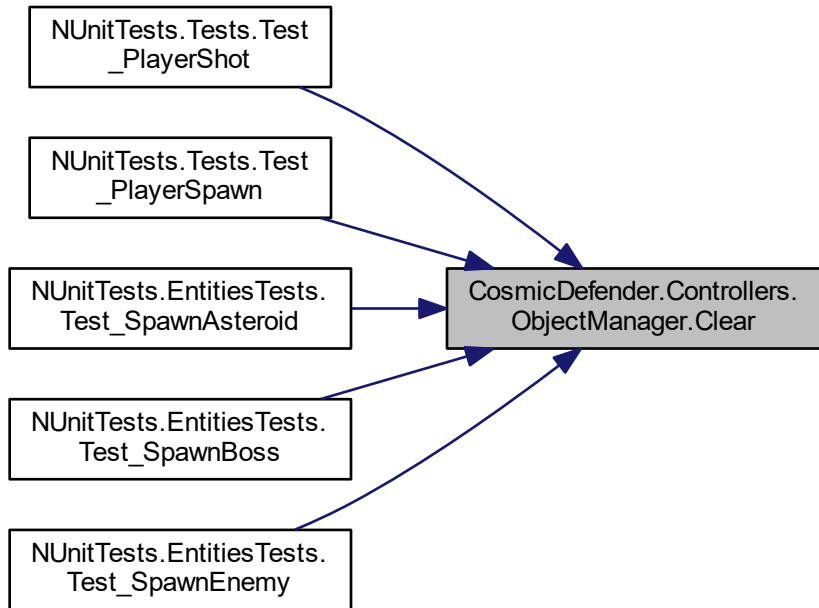 NUnitTests.Tests.Test
_PlayerShot
NUnitTests.Tests.Test
_PlayerSpawn
NUnitTests.EntitiesTests.
Test_SpawnAsteroid
CosmicDefender.Controllers.
ObjectManager.Clear
NUnitTests.EntitiesTests.
Test_SpawnBoss
NUnitTests.EntitiesTests.
Test_SpawnEnemy